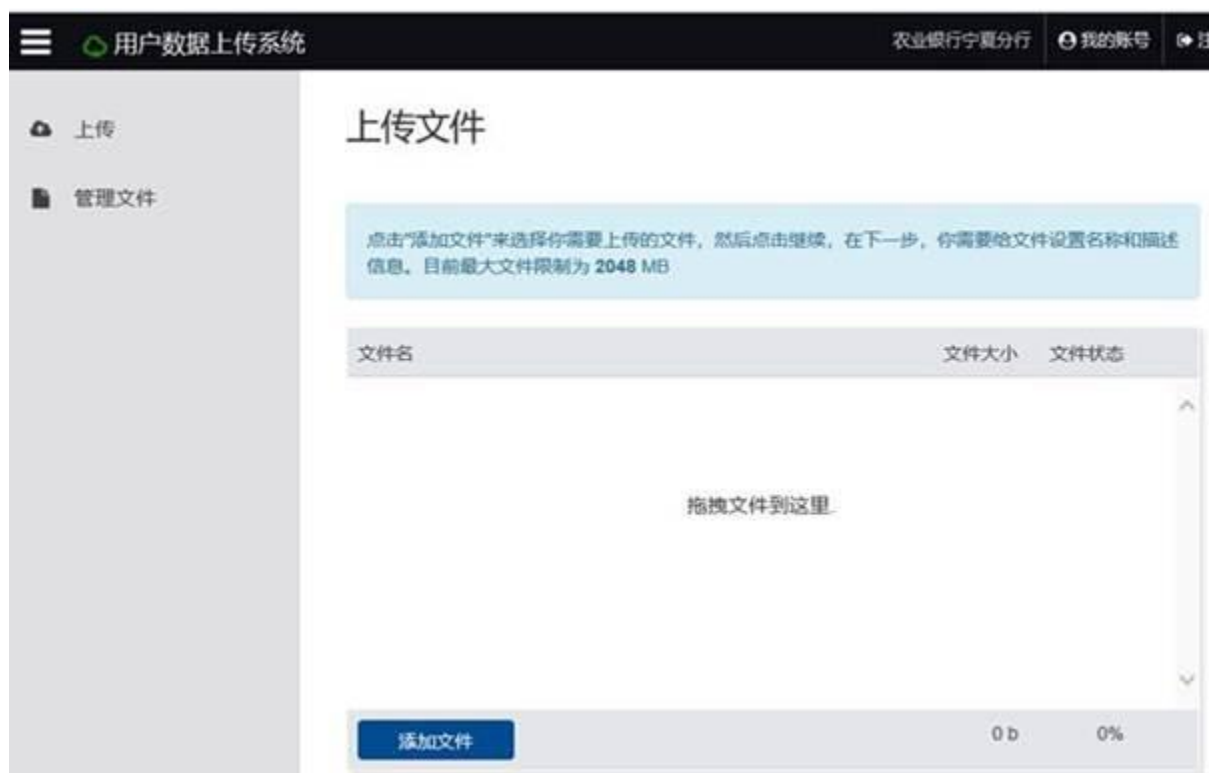 用户数据上传系统
农业银行宁夏分行
我的账号
上传
管理文件
上传文件
点击"添加文件"来选择你需要上传的文件，然后点击继续，在下一步，你需要给文件设置名称和描述
信息。目前最大文件限制为 2048 MB
文件名 文件大小 文件状态
拖拽文件到这里.
添加文件 0 b 0%